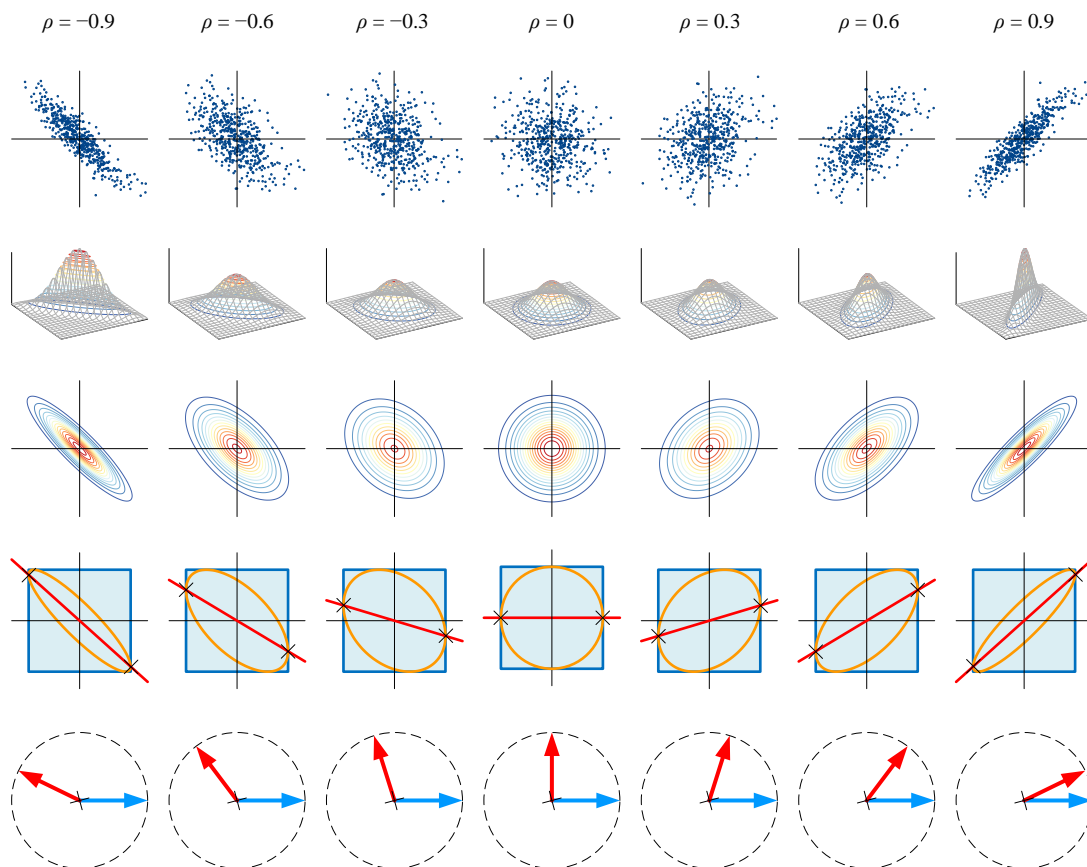 ρ = −0.9 ρ = −0.6 ρ = −0.3 ρ = 0 ρ = 0.3 ρ = 0.6 ρ = 0.9